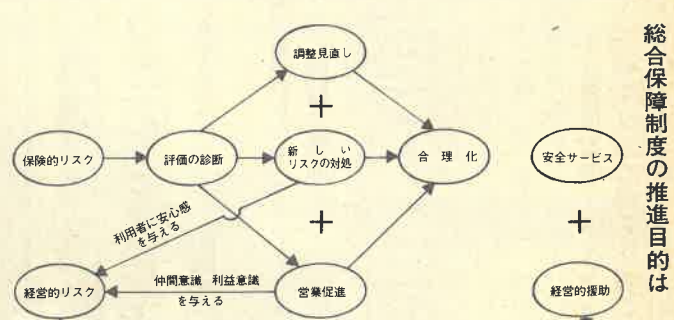 総合保障制度の推進目的は
調整見直し
+
保険的リスク
評価の診断
新しい
リスクの対処
合理化
安全サービス
+
+
利用者に安心感
を与える
経営的リスク
仲間意識 利益意識
を与える
営業促進
経営的援助